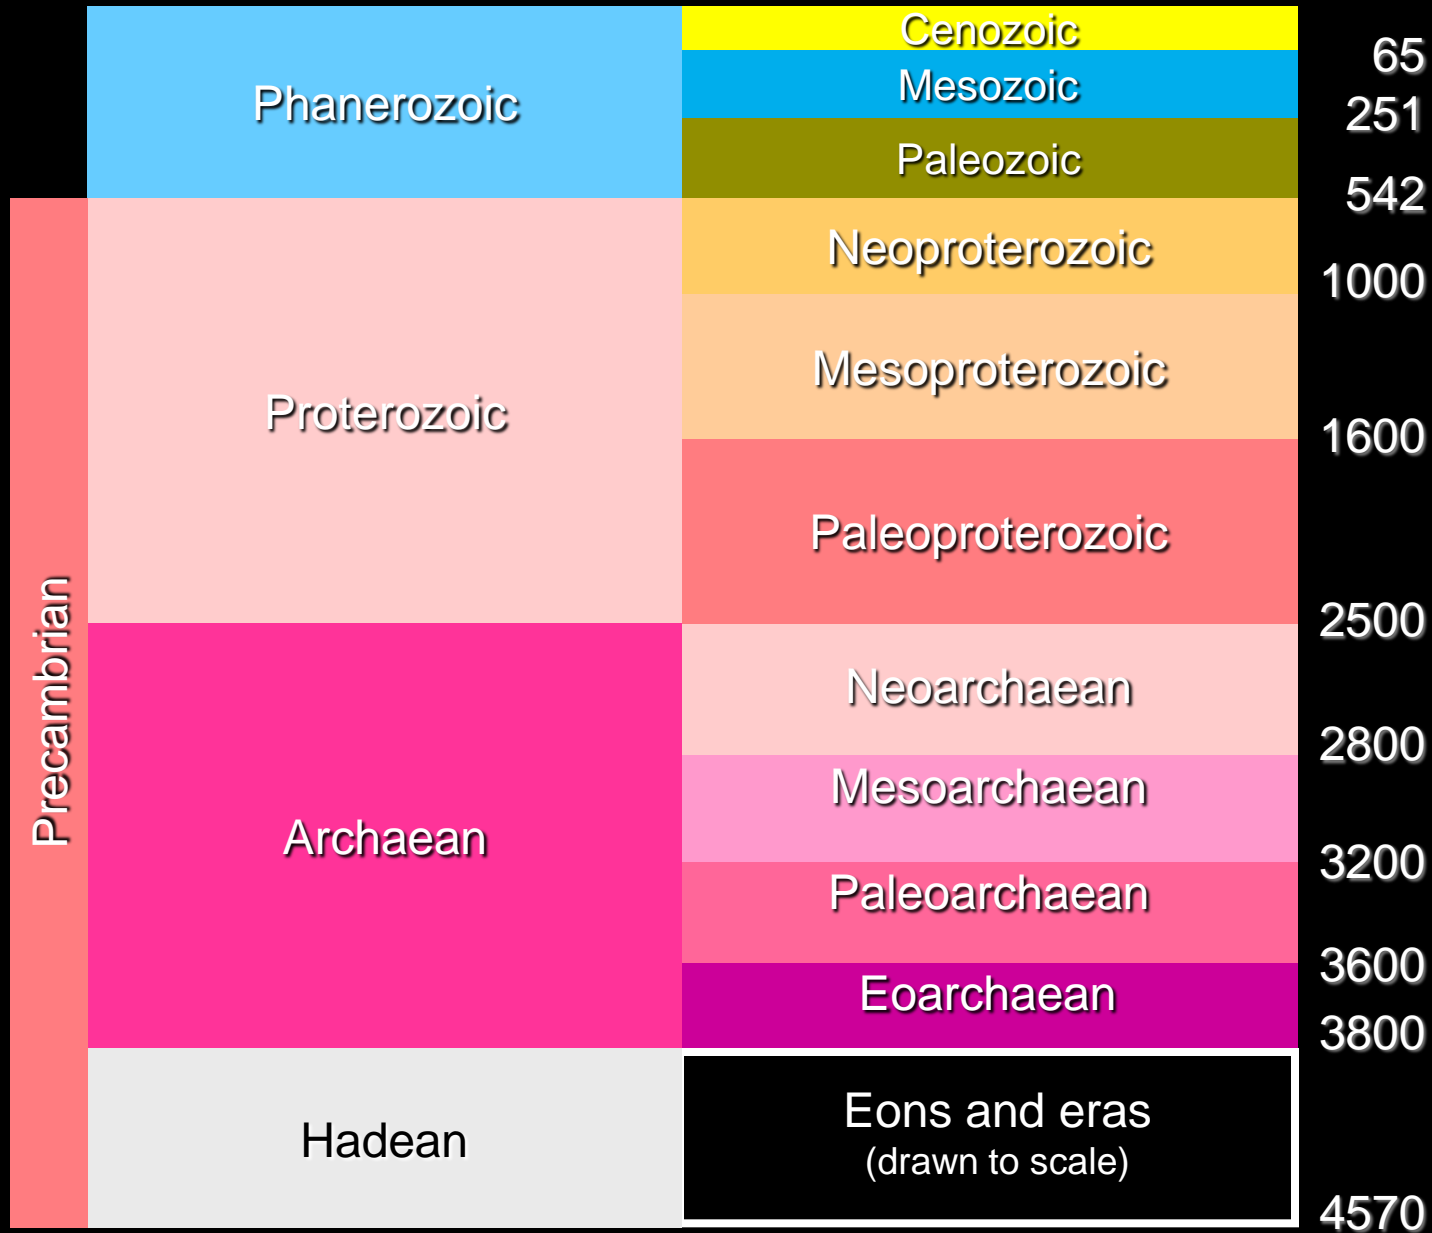 Cenozoic
65
Phanerozoic
Mesozoic
251
Paleozoic
542
Neoproterozoic
1000
Mesoproterozoic
Proterozoic
1600
Paleoproterozoic
2500
Precambrian
Neoarchaean
2800
Mesoarchaean
Archaean
3200
Paleoarchaean
3600
Eoarchaean
3800
Hadean
Eons and eras
(drawn to scale)
4570